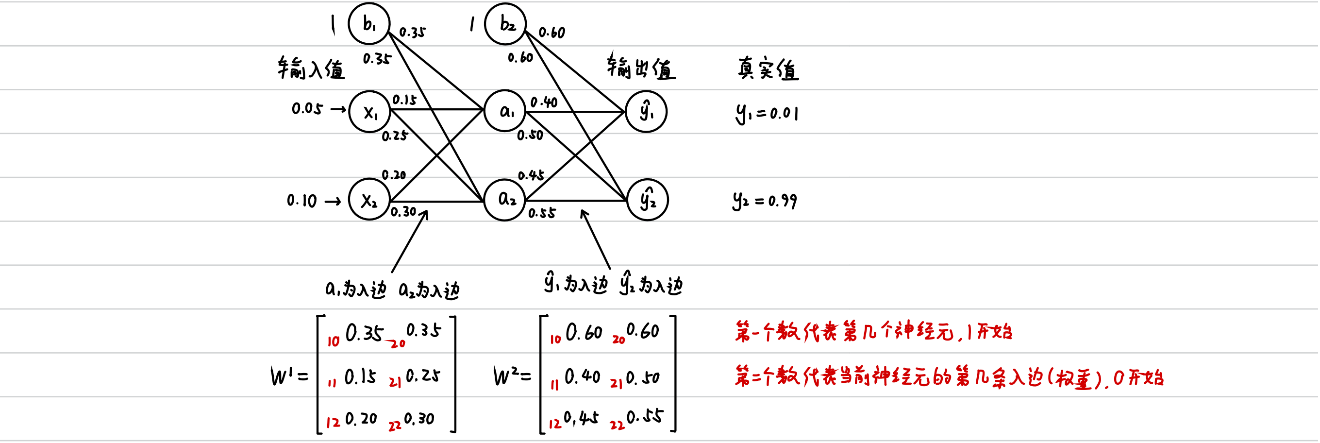 1 b₁ 0.35 1 b₂ 0.60
0.35 0.60
输入值 输出值 真实值
0.05 → x₁ 0.15 a₁ 0.40 ŷ₁ y₁=0.01
0.25 0.50
0.20 0.45
0.10 → x₂ 0.30 a₂ 0.55 ŷ₂ y₂=0.99
a₁为入边 a₂为入边 ŷ₁为入边 ŷ₂为入边
10 0.35 20 0.35 10 0.60 20 0.60 第一个数代表第几个神经元,1开始
W¹= 11 0.15 21 0.25 W²= 11 0.40 21 0.50 第二个数代表当前神经元的第几条入边(权重),0开始
12 0.20 22 0.30 12 0.45 22 0.55